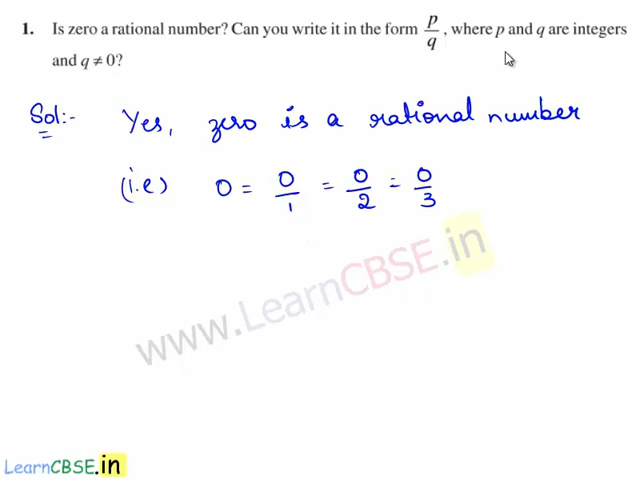 1. Is zero a rational number? Can you write it in the form p/q, where p and q are integers
and q ≠ 0?
Sol:- Yes, zero is a rational number
(i.e) 0 = 0/1 = 0/2 = 0/3
www.LearnCBSE.in
LearnCBSE.in